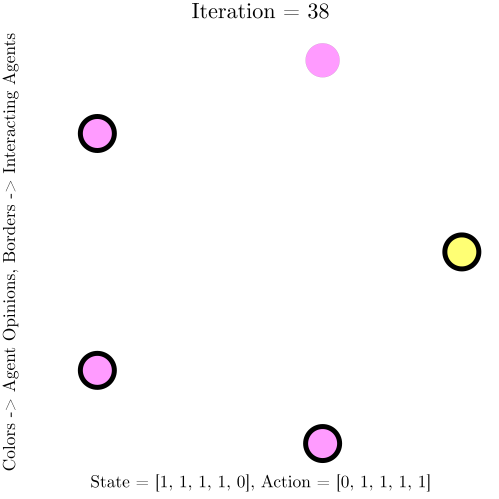 Iteration = 38
Colors -> Agent Opinions, Borders -> Interacting Agents
State = [1, 1, 1, 1, 0], Action = [0, 1, 1, 1, 1]